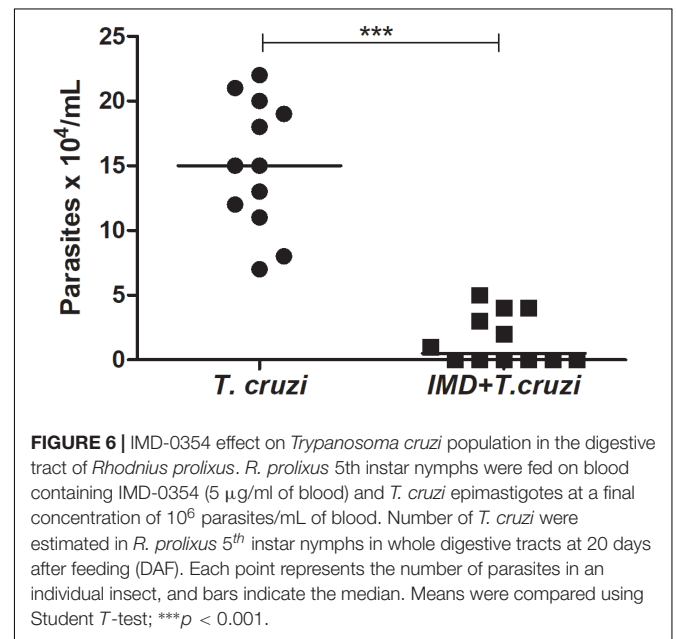 ***
25
20
15
10
5
0
Parasites x 10⁴/mL
T. cruzi
IMD+T.cruzi
FIGURE 6 | IMD-0354 effect on Trypanosoma cruzi population in the digestive
tract of Rhodnius prolixus. R. prolixus 5th instar nymphs were fed on blood
containing IMD-0354 (5 μg/ml of blood) and T. cruzi epimastigotes at a final
concentration of 10⁶ parasites/mL of blood. Number of T. cruzi were
estimated in R. prolixus 5ᵗʰ instar nymphs in whole digestive tracts at 20 days
after feeding (DAF). Each point represents the number of parasites in an
individual insect, and bars indicate the median. Means were compared using
Student T-test; ***p < 0.001.